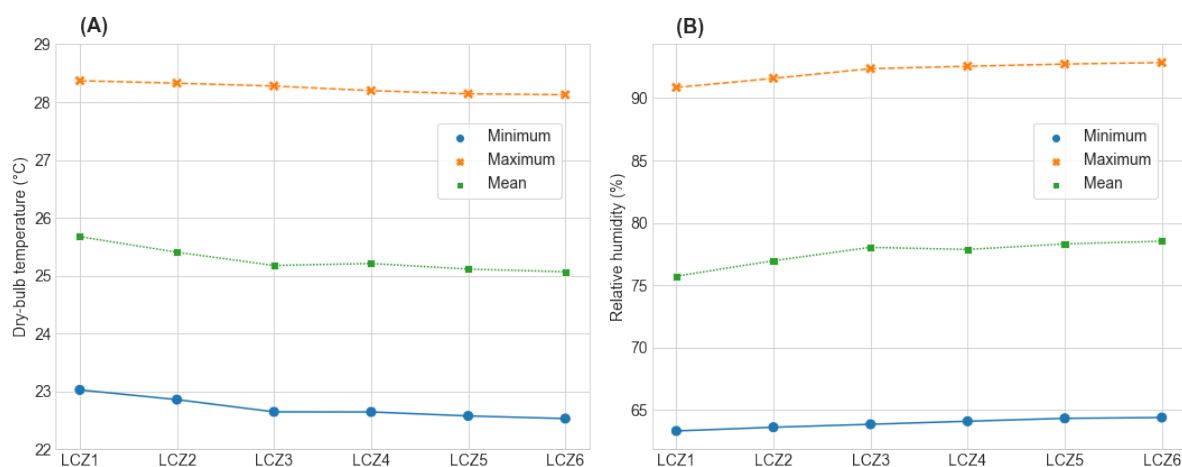 (A)
29
28
27
26
25
24
23
22
Dry-bulb temperature (°C)
Minimum
Maximum
Mean
LCZ1 LCZ2 LCZ3 LCZ4 LCZ5 LCZ6
(B)
90
85
80
75
70
65
Relative humidity (%)
Minimum
Maximum
Mean
LCZ1 LCZ2 LCZ3 LCZ4 LCZ5 LCZ6